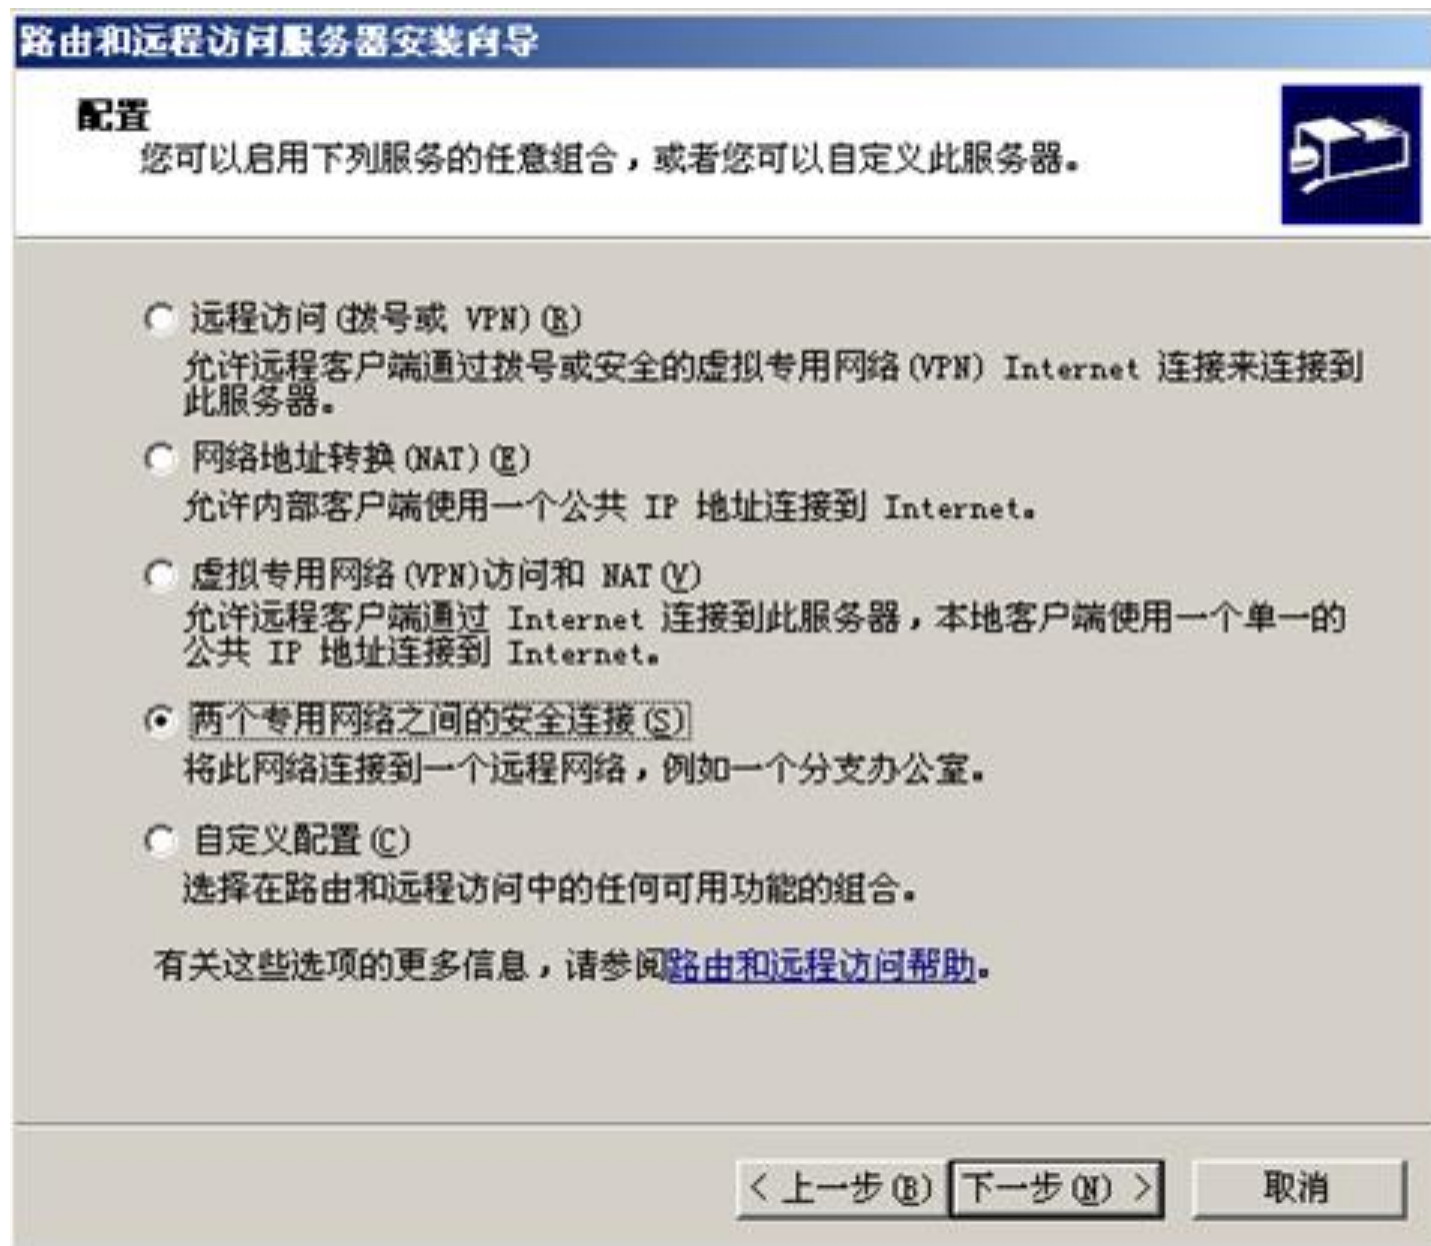 路由和远程访问服务器安装向导
配置
您可以启用下列服务的任意组合，或者您可以自定义此服务器。
远程访问(拨号或 VPN)(R)
允许远程客户端通过拨号或安全的虚拟专用网络(VPN) Internet 连接来连接到
此服务器。
网络地址转换(NAT)(E)
允许内部客户端使用一个公共 IP 地址连接到 Internet。
虚拟专用网络(VPN)访问和 NAT(V)
允许远程客户端通过 Internet 连接到此服务器，本地客户端使用一个单一的
公共 IP 地址连接到 Internet。
两个专用网络之间的安全连接(S)
将此网络连接到一个远程网络，例如一个分支办公室。
自定义配置(C)
选择在路由和远程访问中的任何可用功能的组合。
有关这些选项的更多信息，请参阅路由和远程访问帮助。
< 上一步(B) 下一步(N) > 取消